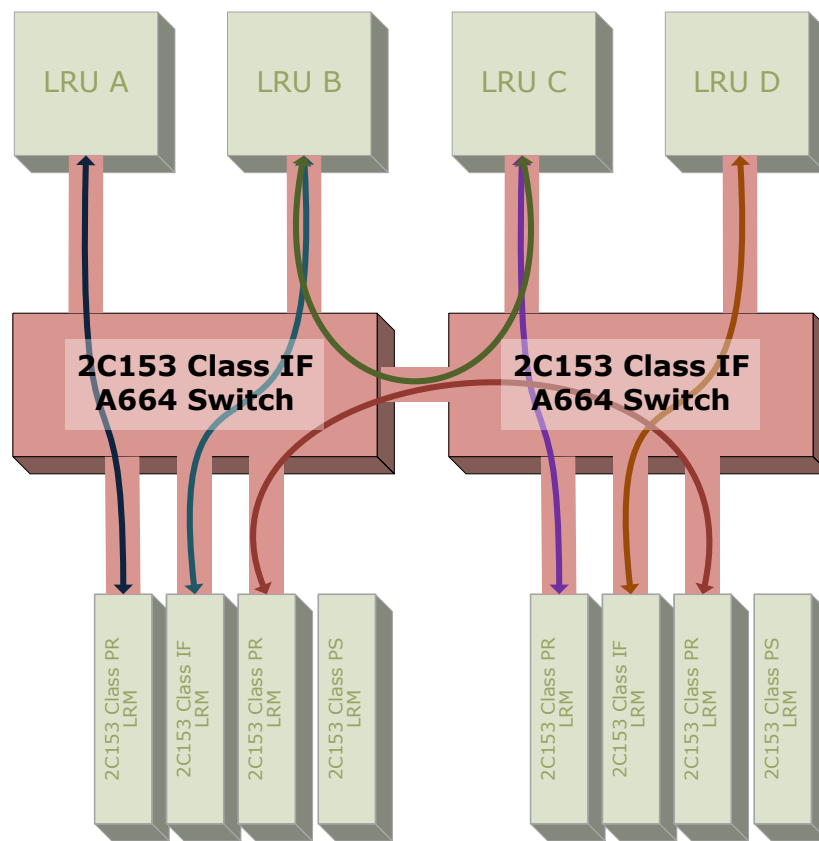 LRU A
LRU B
LRU C
LRU D
2C153 Class IF
A664 Switch
2C153 Class IF
A664 Switch
2C153 Class PR
LRM
2C153 Class IF
LRM
2C153 Class PR
LRM
2C153 Class PS
LRM
2C153 Class PR
LRM
2C153 Class IF
LRM
2C153 Class PR
LRM
2C153 Class PS
LRM